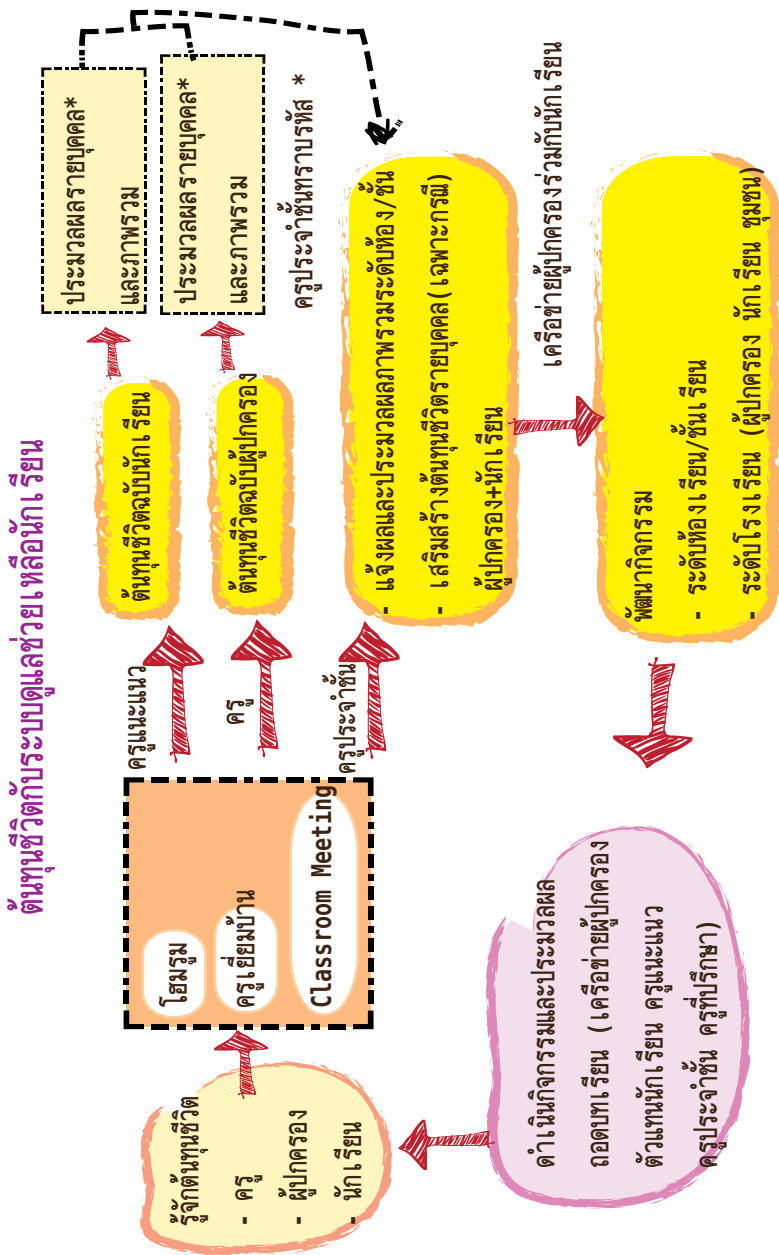 ต้นทุนชีวิตกับระบบดูแลช่วยเหลือนักเรียน
รู้จักต้นทุนชีวิต
- ครู
- ผู้ปกครอง
- นักเรียน
โฮมรูม
ครูเยี่ยมบ้าน
Classroom Meeting
ครูแนะแนว
ครู
ครูประจำชั้น
ต้นทุนชีวิตฉบับนักเรียน
ต้นทุนชีวิตฉบับผู้ปกครอง
ประมวลผลรายบุคคล*
และภาพรวม
ประมวลผลรายบุคคล*
และภาพรวม
ครูประจำชั้นทราบรหัส *
- แจ้งผลและประมวลผลภาพรวมระดับห้อง/ชั้น
- เสริมสร้างต้นทุนชีวิตรายบุคคล(เฉพาะกรณี)
ผู้ปกครอง+นักเรียน
เครือข่ายผู้ปกครองร่วมกับนักเรียน
พัฒนากิจกรรม
- ระดับห้องเรียน/ชั้นเรียน
- ระดับโรงเรียน (ผู้ปกครอง นักเรียน ชุมชน)
ดำเนินกิจกรรมและประมวลผล
ถอดบทเรียน (เครือข่ายผู้ปกครอง
ตัวแทนนักเรียน ครูแนะแนว
ครูประจำชั้น ครูที่ปรึกษา)